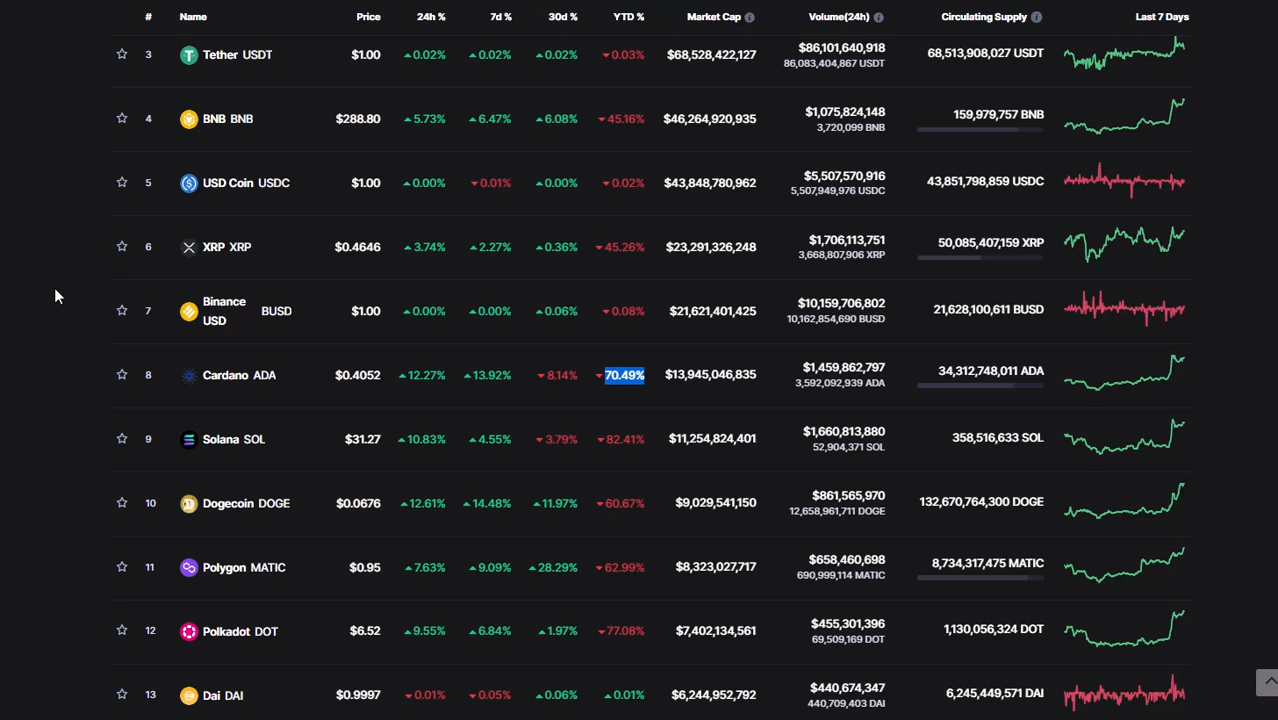 # Name Price 24h % 7d % 30d % YTD % Market Cap Volume(24h) Circulating Supply Last 7 Days
3 Tether USDT $1.00 0.02% 0.02% 0.02% 0.03% $68,528,422,127 $86,101,640,918 68,513,908,027 USDT
86,083,404,867 USDT
4 BNB BNB $288.80 5.73% 6.47% 6.08% 45.16% $46,264,920,935 $1,075,824,148 159,979,757 BNB
3,720,099 BNB
5 USD Coin USDC $1.00 0.00% 0.01% 0.00% 0.02% $43,848,780,962 $5,507,570,916 43,851,798,859 USDC
5,507,949,976 USDC
6 XRP XRP $0.4646 3.74% 2.27% 0.36% 45.26% $23,291,326,248 $1,706,113,751 50,085,407,159 XRP
3,668,807,906 XRP
7 Binance USD BUSD $1.00 0.00% 0.00% 0.06% 0.08% $21,621,401,425 $10,159,706,802 21,628,100,611 BUSD
10,162,854,690 BUSD
8 Cardano ADA $0.4052 12.27% 13.92% 8.14% 70.49% $13,945,046,835 $1,459,862,797 34,312,748,011 ADA
3,592,092,939 ADA
9 Solana SOL $31.27 10.83% 4.55% 3.79% 82.41% $11,254,824,401 $1,660,813,880 358,516,633 SOL
52,904,371 SOL
10 Dogecoin DOGE $0.0676 12.61% 14.48% 11.97% 60.67% $9,029,541,150 $861,565,970 132,670,764,300 DOGE
12,658,961,711 DOGE
11 Polygon MATIC $0.95 7.63% 9.09% 28.29% 62.99% $8,323,027,717 $658,460,698 8,734,317,475 MATIC
690,999,114 MATIC
12 Polkadot DOT $6.52 9.55% 6.84% 1.97% 77.08% $7,402,134,561 $455,301,396 1,130,056,324 DOT
69,509,169 DOT
13 Dai DAI $0.9997 0.01% 0.05% 0.06% 0.01% $6,244,952,792 $440,674,347 6,245,449,571 DAI
440,709,403 DAI